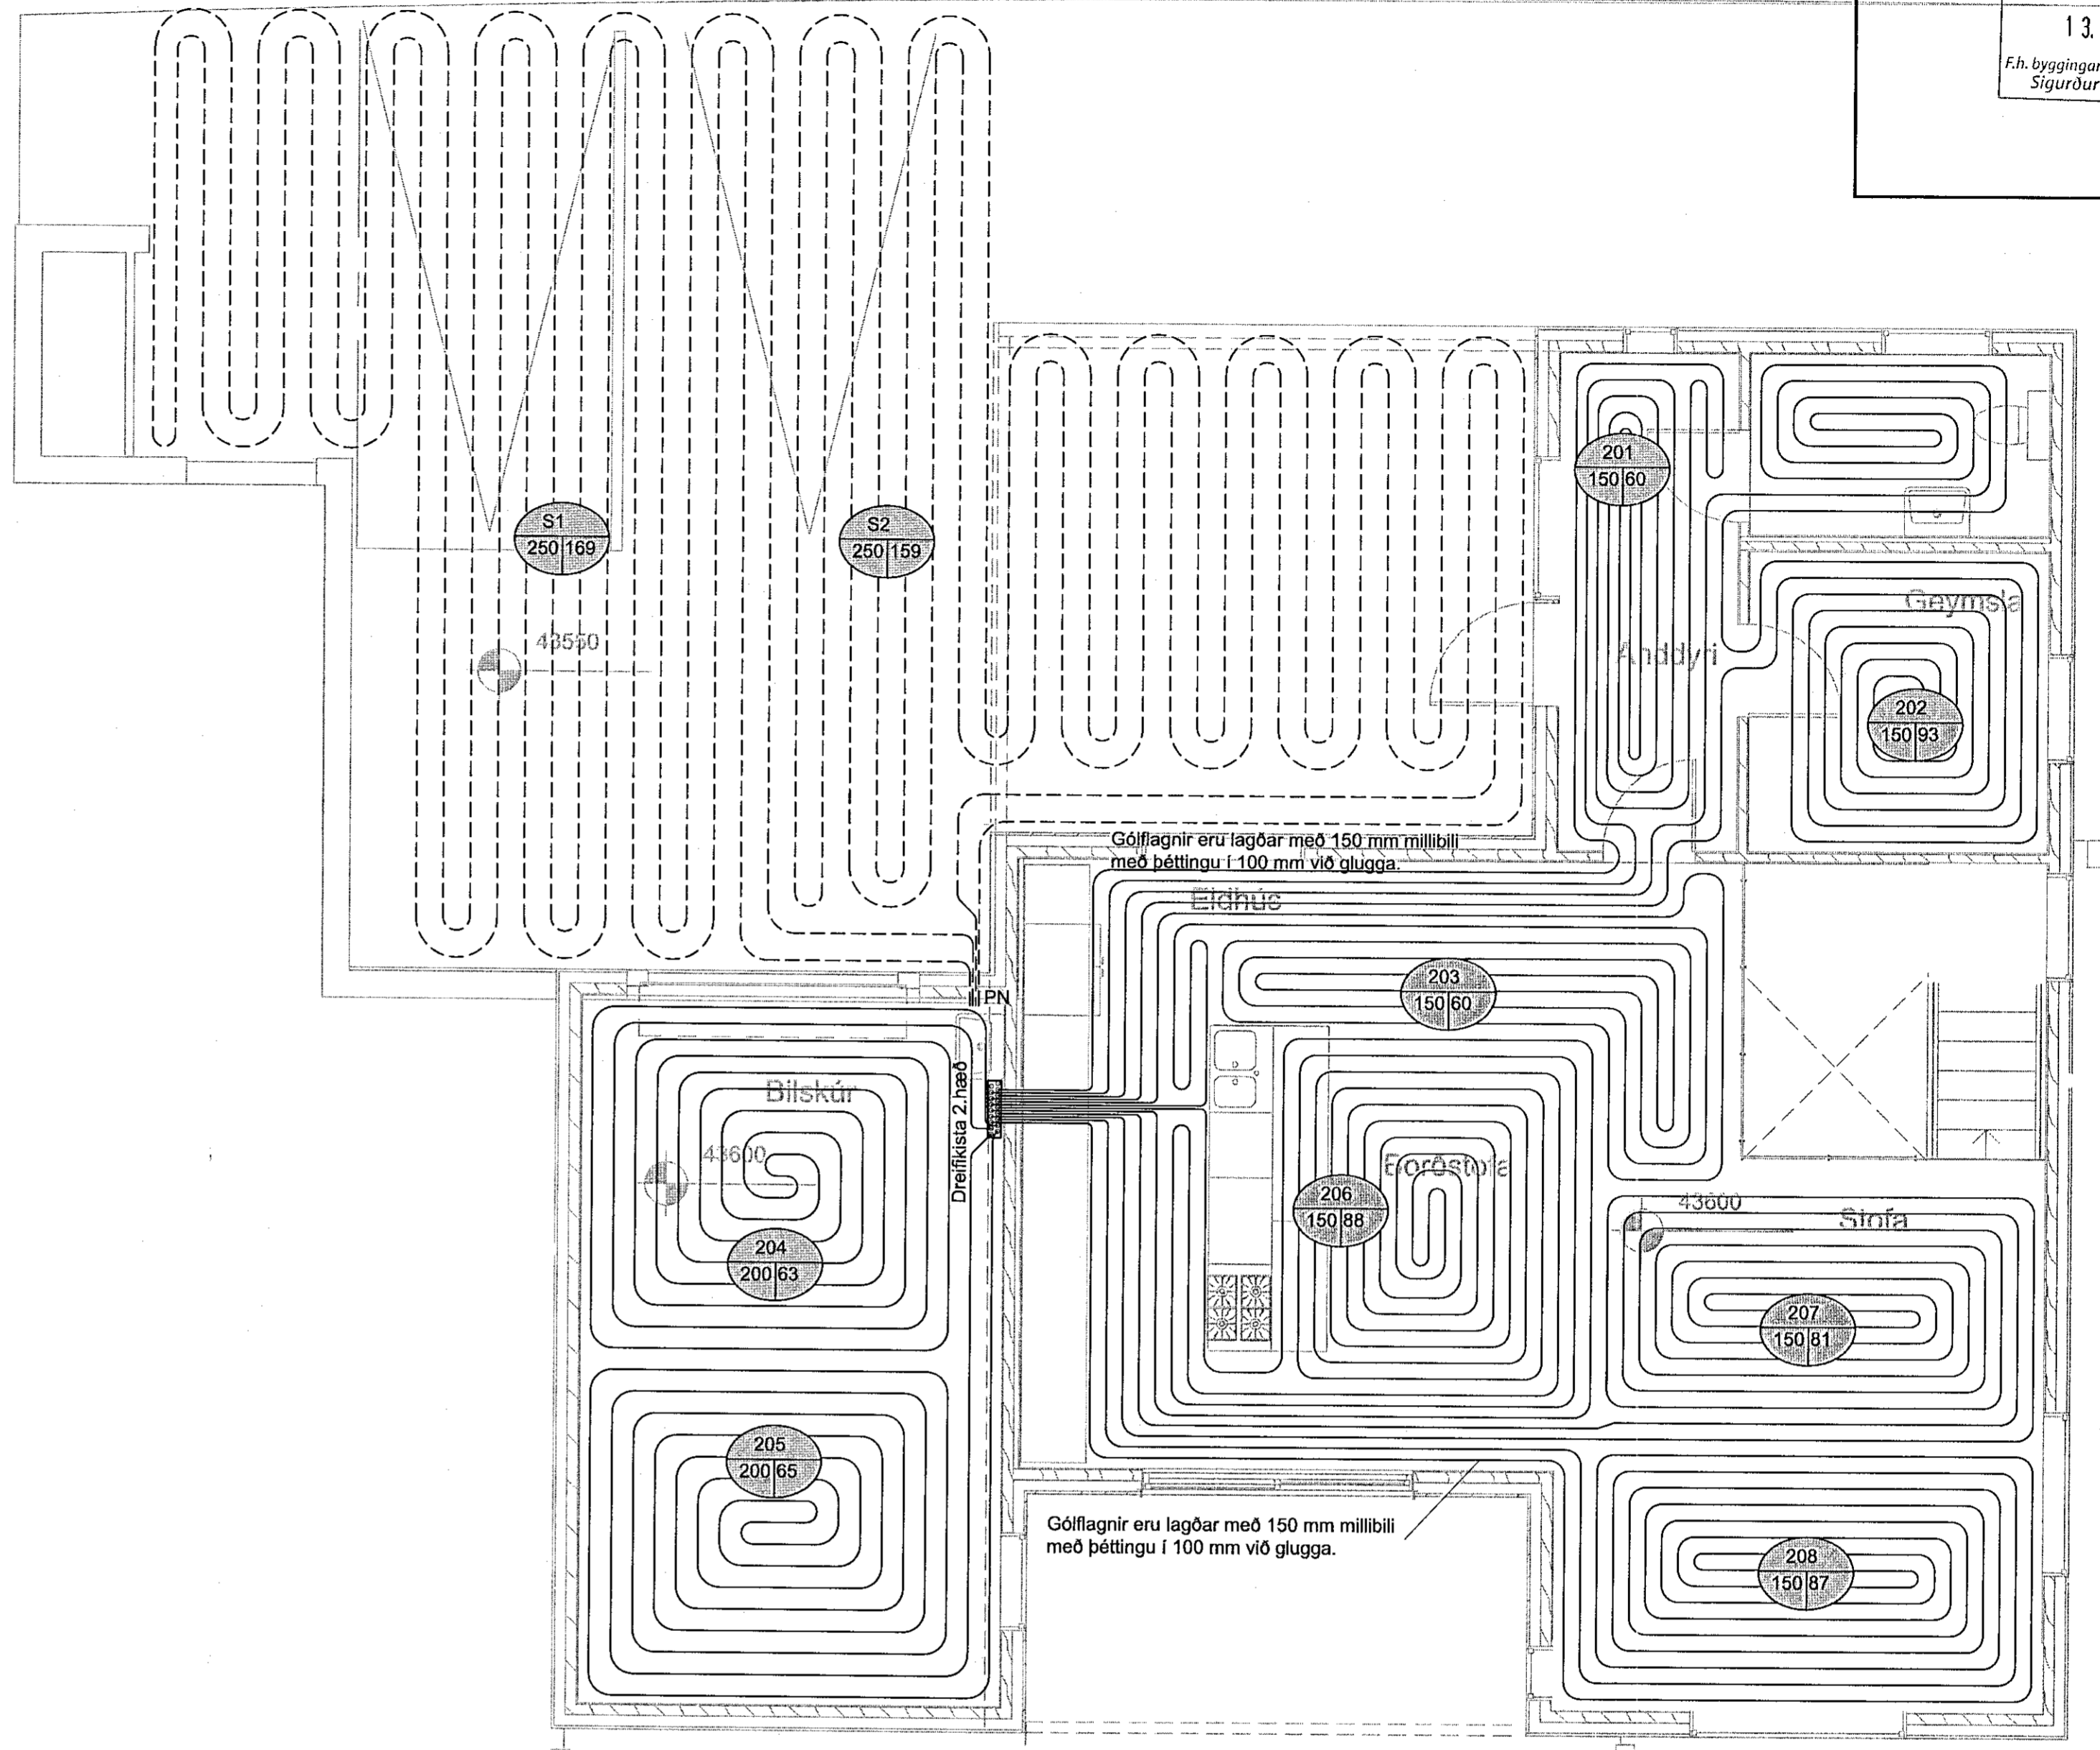 13.
F.h. byggingar
Sigurður
201
150 60
S1
250 169
S2
250 159
43550
Geymsla
Anddyri
202
150 93
Gólflagnir eru lagðar með 150 mm millibili
með þéttingu í 100 mm við glugga.
Eldhús
203
150 60
PN
Bílskúr
Dreifikista 2.hæð
43600
Borðstofa
206
150 88
43600
Stofa
204
200 63
207
150 81
205
200 65
Gólflagnir eru lagðar með 150 mm millibili
með þéttingu í 100 mm við glugga.
208
150 87